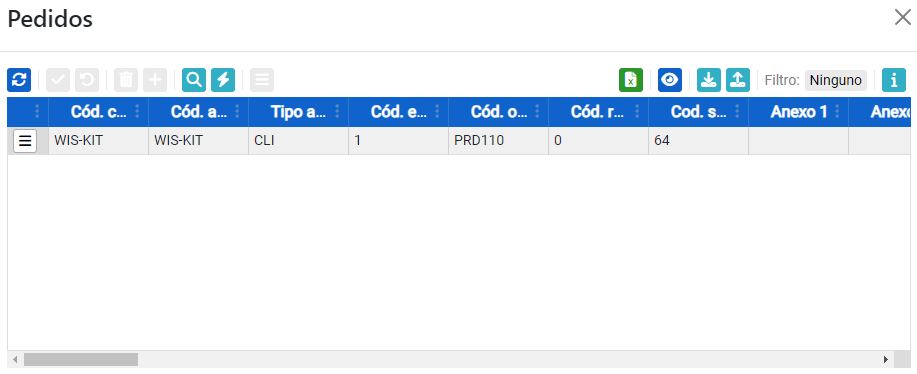 Pedidos
Filtro: Ninguno
Cód. c... Cód. a... Tipo a... Cód. e... Cód. o... Cód. r... Cod. s... Anexo 1 Anexo
WIS-KIT WIS-KIT CLI 1 PRD110 0 64